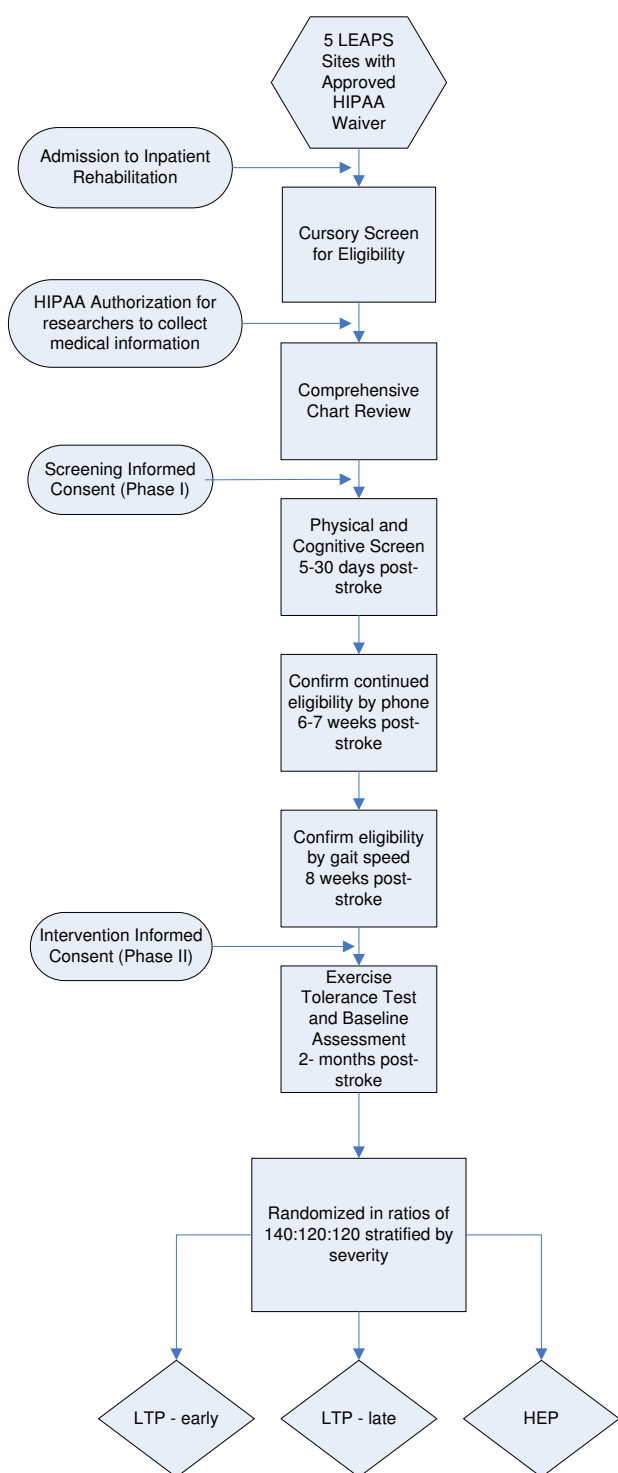 5 LEAPS
Sites with
Approved
HIPAA
Waiver
Admission to Inpatient
Rehabilitation
Cursory Screen
for Eligibility
HIPAA Authorization for
researchers to collect
medical information
Comprehensive
Chart Review
Screening Informed
Consent (Phase I)
Physical and
Cognitive Screen
5-30 days post-
stroke
Confirm continued
eligibility by phone
6-7 weeks post-
stroke
Confirm eligibility
by gait speed
8 weeks post-
stroke
Intervention Informed
Consent (Phase II)
Exercise
Tolerance Test
and Baseline
Assessment
2- months post-
stroke
Randomized in ratios of
140:120:120 stratified by
severity
LTP - early
LTP - late
HEP